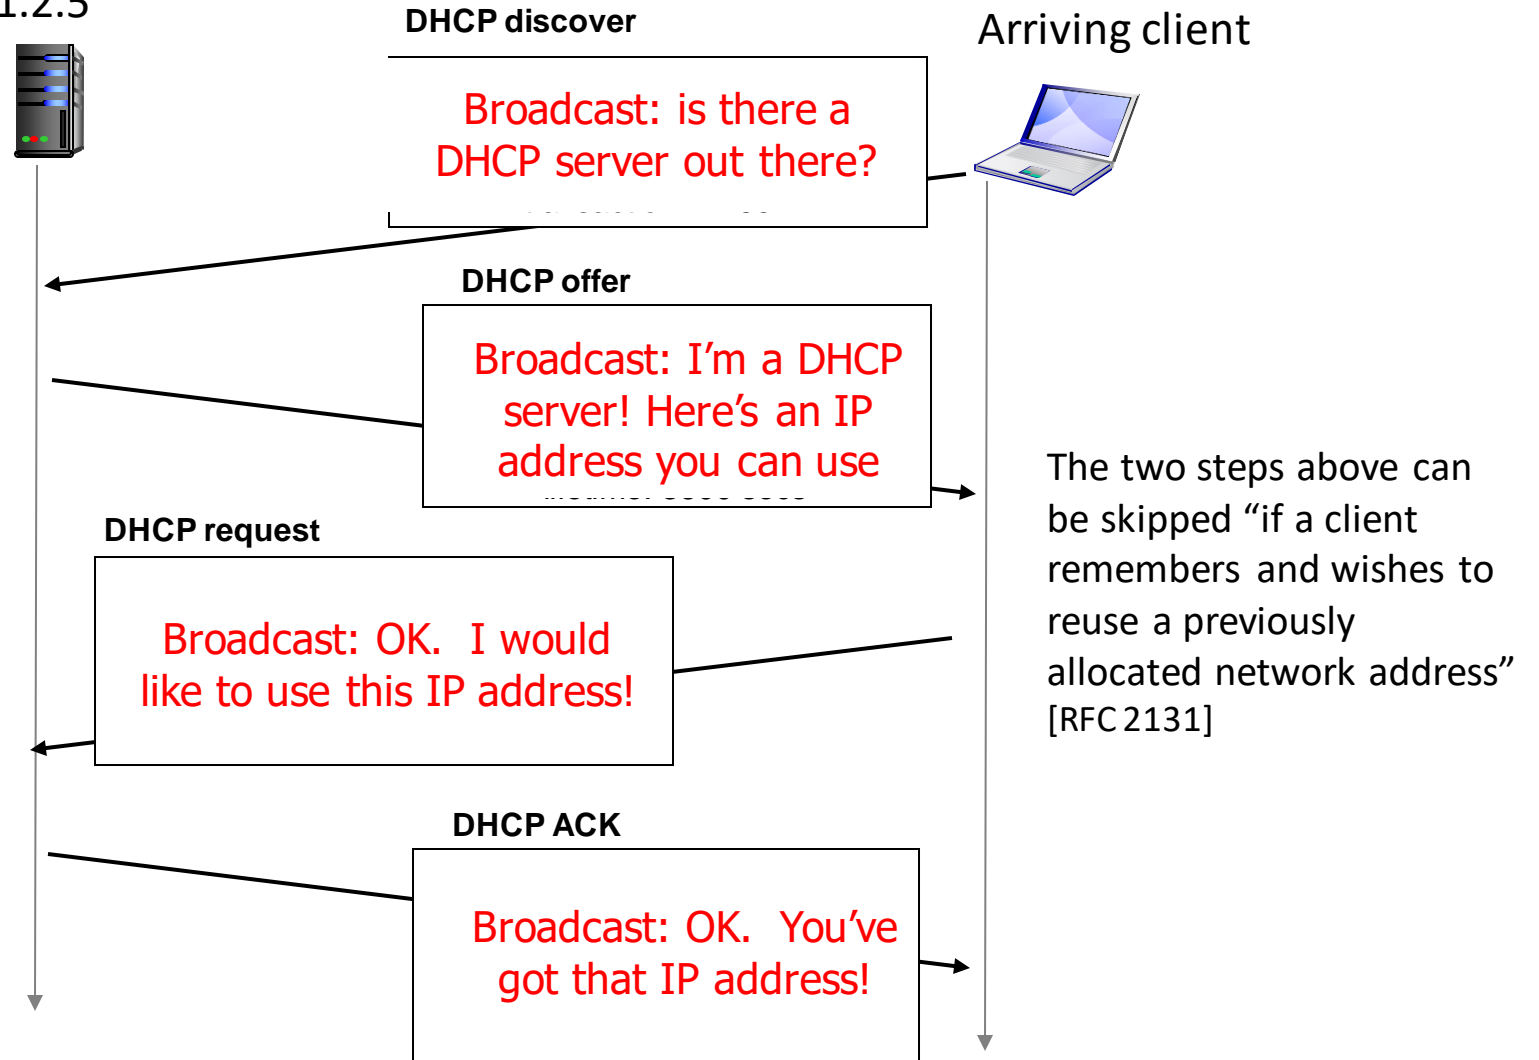 1.2.5
DHCP discover
Arriving client
Broadcast: is there a
DHCP server out there?
DHCP offer
Broadcast: I’m a DHCP
server! Here’s an IP
address you can use
The two steps above can
be skipped “if a client
remembers and wishes to
reuse a previously
allocated network address”
[RFC 2131]
DHCP request
Broadcast: OK.  I would
like to use this IP address!
DHCP ACK
Broadcast: OK.  You’ve
got that IP address!